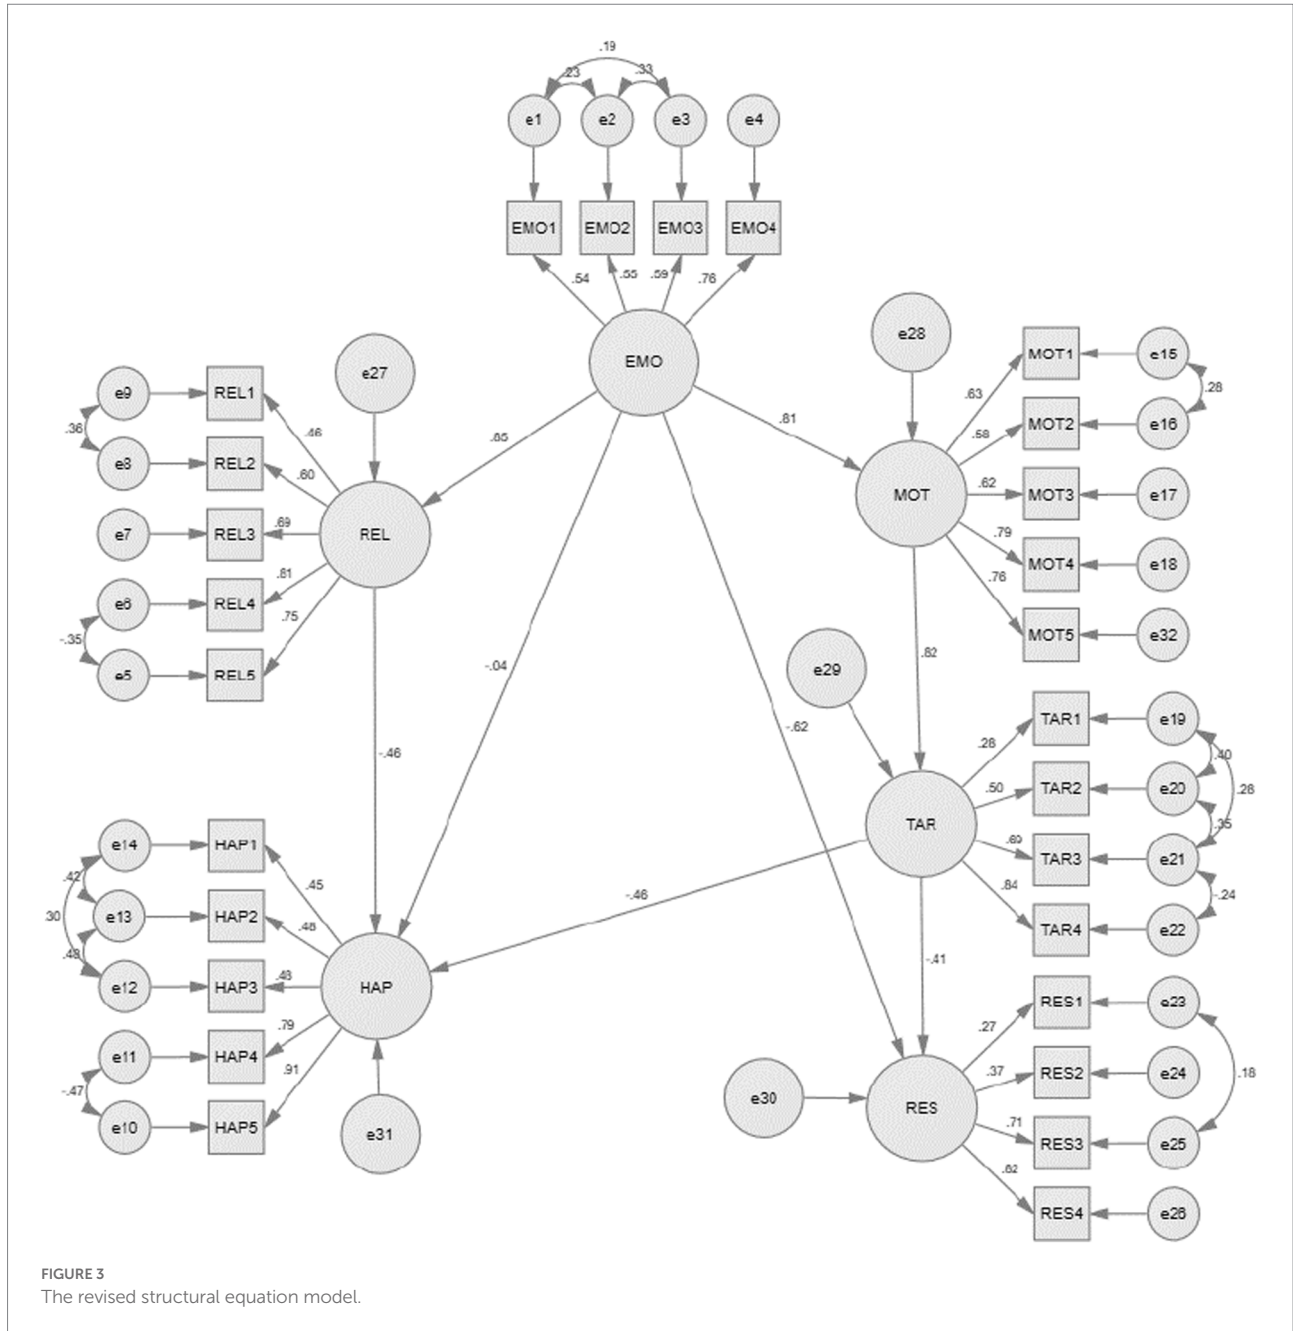 .19
.23
.33
e1
e2
e3
e4
EMO1
EMO2
EMO3
EMO4
.54
.55
.59
.76
EMO
e28
MOT1
e15
e27
.63
.28
e9
REL1
.81
.58
MOT2
e16
.36
.46
.65
e8
REL2
.60
MOT
.62
MOT3
e17
e7
REL3
.69
REL
.79
MOT4
e18
e6
REL4
.81
.76
-.35
.75
MOT5
e32
e5
REL5
.82
e29
-.04
TAR1
e19
-.62
.28
.40
-.46
.50
TAR2
e20
.28
TAR
.35
e14
HAP1
.69
TAR3
e21
.42
.45
.84
-.24
30
e13
HAP2
.48
-.46
TAR4
e22
-.41
e12
HAP3
.48
HAP
RES1
e23
.27
.79
e11
HAP4
.37
RES2
e24
.18
-.47
.91
e30
RES
e10
HAP5
e31
.71
RES3
e25
.62
RES4
e26
FIGURE 3
The revised structural equation model.